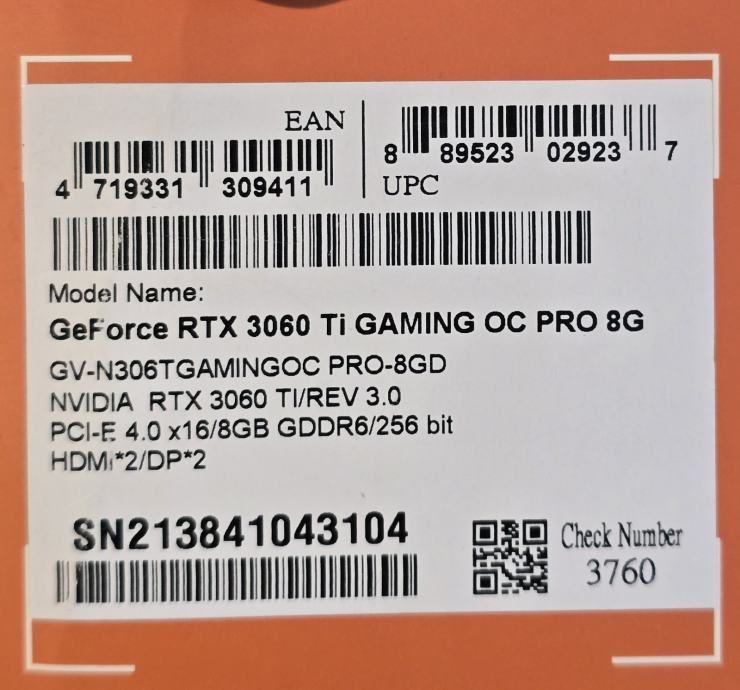 EAN
4 719331 309411
8 89523 02923 7
UPC
Model Name:
GeForce RTX 3060 Ti GAMING OC PRO 8G
GV-N306TGAMINGOC PRO-8GD
NVIDIA RTX 3060 TI/REV 3.0
PCI-E 4.0 x16/8GB GDDR6/256 bit
HDMI*2/DP*2
SN213841043104
Check Number
3760